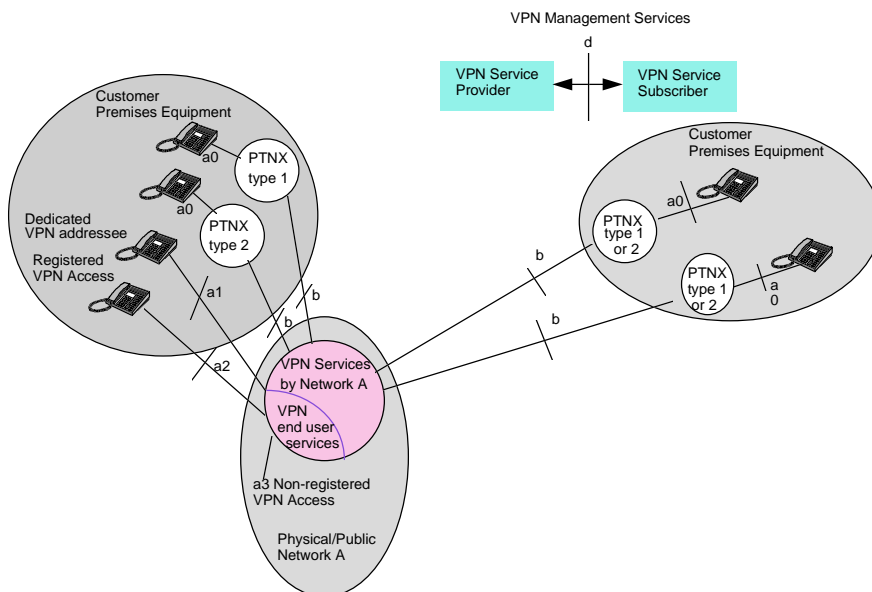 VPN Management Services
d
VPN Service
Provider
VPN Service
Subscriber
Customer
Premises Equipment
a0
PTNX
type 1
a0
PTNX
type 2
Dedicated
VPN addressee
Registered
VPN Access
a1
a2
b
b
Customer
Premises Equipment
a0
PTNX
type 1
or 2
PTNX
type 1
or 2
a
0
b
b
VPN Services
by Network A
VPN
end user
services
a3 Non-registered
VPN Access
Physical/Public
Network A